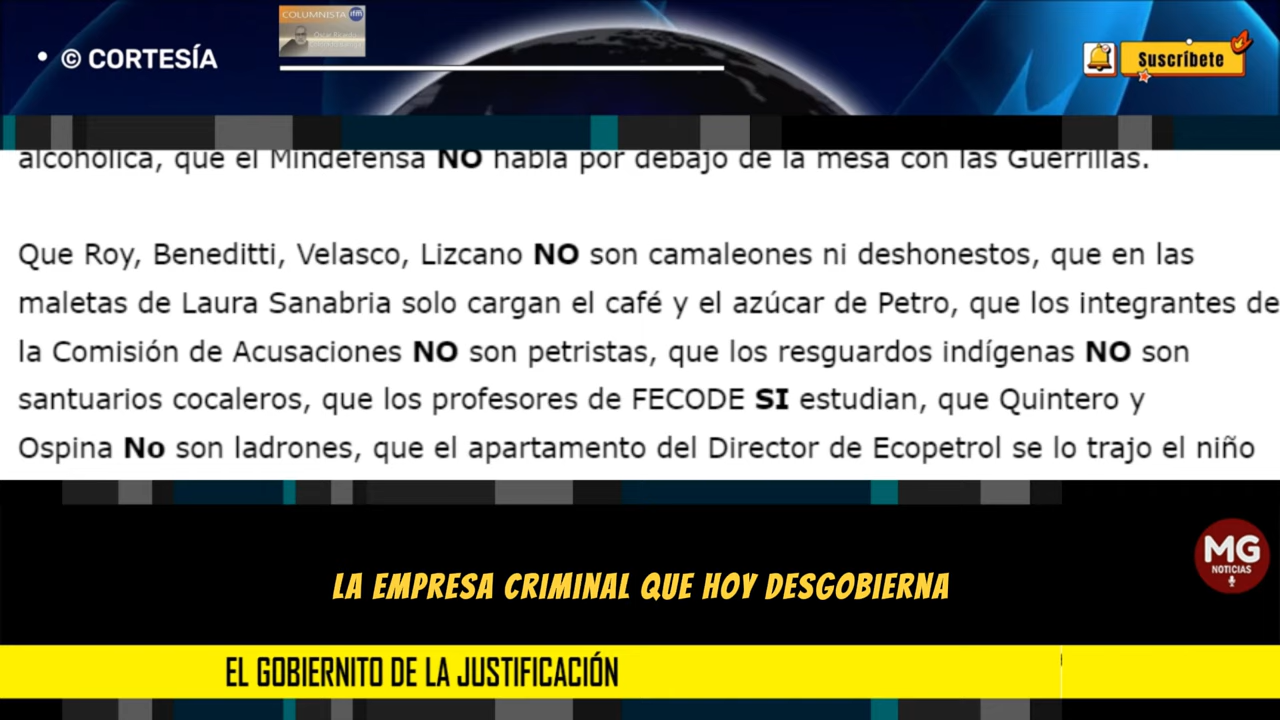 • © CORTESÍA
COLUMNISTA ifm
Suscríbete
alcohólica, que el Mindefensa NO habla por debajo de la mesa con las Guerrillas.
Que Roy, Beneditti, Velasco, Lizcano NO son camaleones ni deshonestos, que en las
maletas de Laura Sanabria solo cargan el café y el azúcar de Petro, que los integrantes de
la Comisión de Acusaciones NO son petristas, que los resguardos indígenas NO son
santuarios cocaleros, que los profesores de FECODE SI estudian, que Quintero y
Ospina No son ladrones, que el apartamento del Director de Ecopetrol se lo trajo el niño
MG
NOTICIAS
LA EMPRESA CRIMINAL QUE HOY DESGOBIERNA
EL GOBIERNITO DE LA JUSTIFICACIÓN